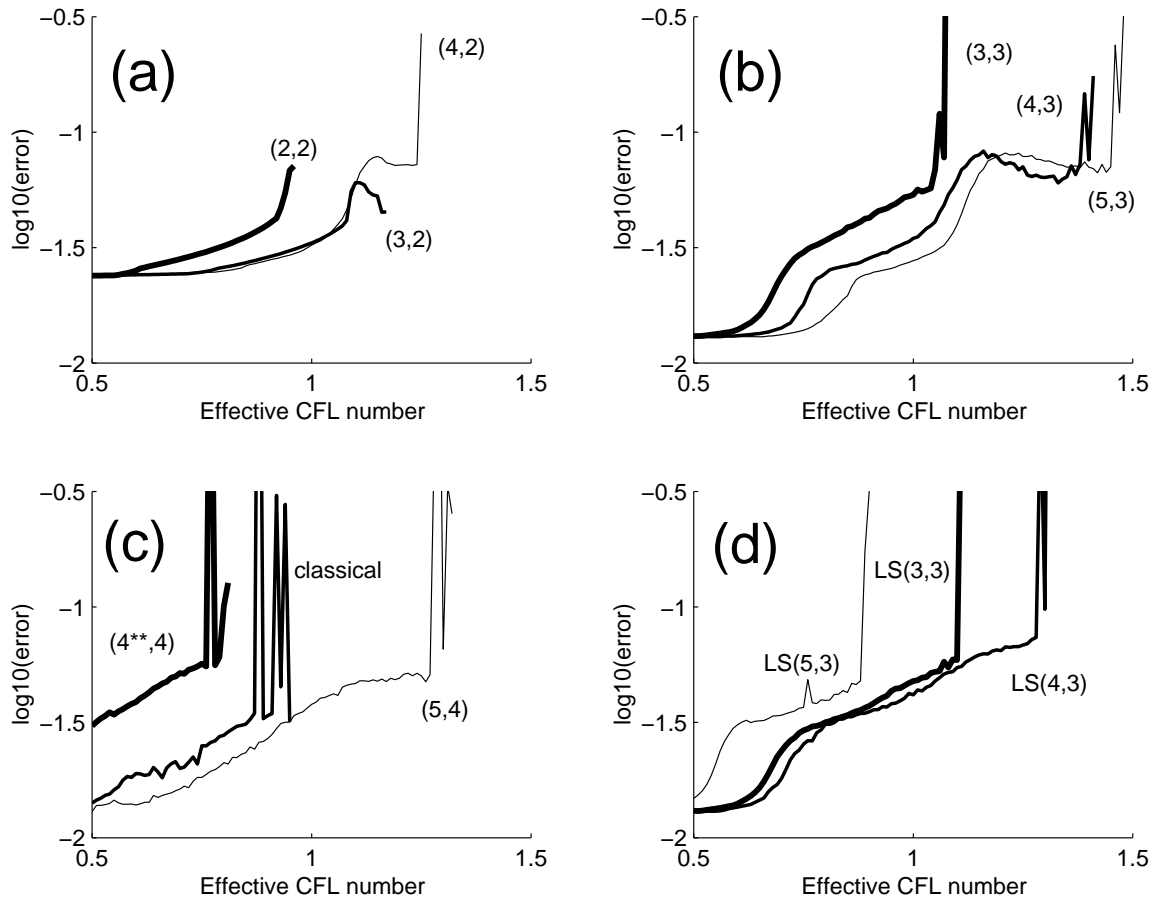 (a)
(4,2)
(2,2)
(3,2)
−0.5
−1
−1.5
−2
0.5
1
1.5
log10(error)
Effective CFL number
(b)
(3,3)
(4,3)
(5,3)
−0.5
−1
−1.5
−2
0.5
1
1.5
log10(error)
Effective CFL number
(c)
classical
(4**,4)
(5,4)
−0.5
−1
−1.5
−2
0.5
1
1.5
log10(error)
Effective CFL number
(d)
LS(3,3)
LS(5,3)
LS(4,3)
−0.5
−1
−1.5
−2
0.5
1
1.5
log10(error)
Effective CFL number